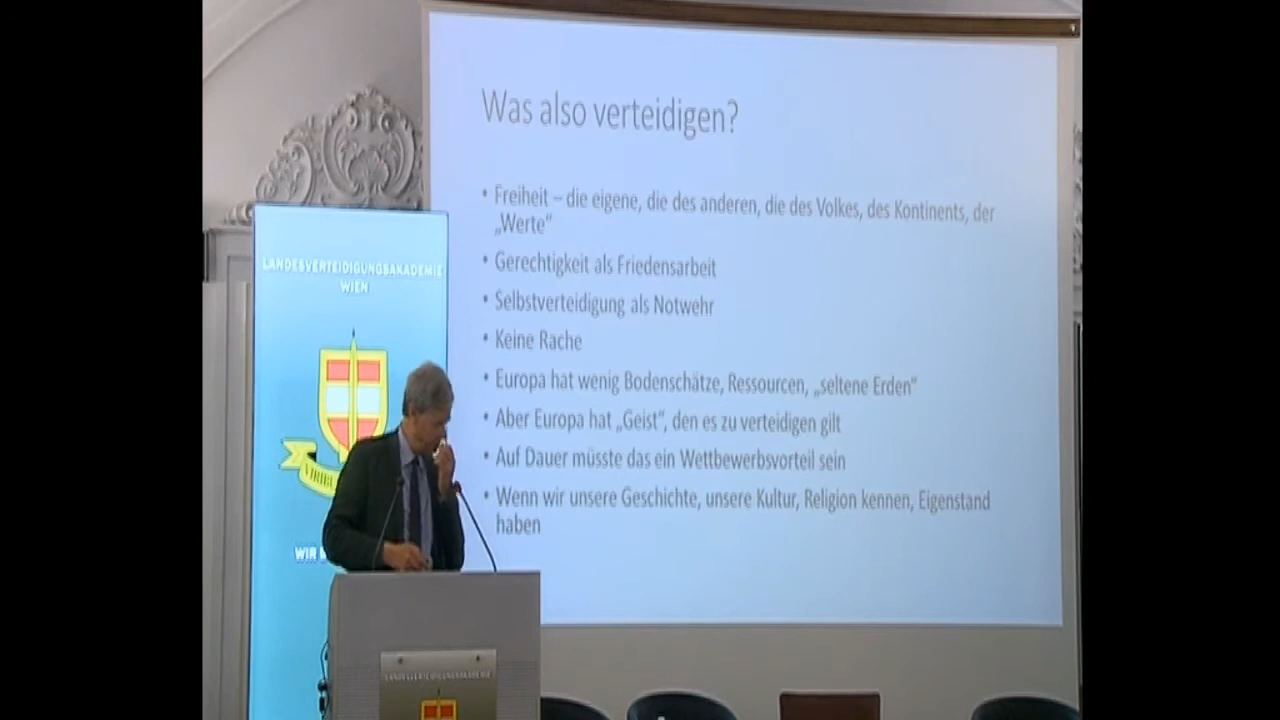 Was also verteidigen?
• Freiheit – die eigene, die des anderen, die des Volkes, des Kontinents, der
„Werte“
• Gerechtigkeit als Friedensarbeit
• Selbstverteidigung als Notwehr
• Keine Rache
• Europa hat wenig Bodenschätze, Ressourcen, „seltene Erden“
• Aber Europa hat „Geist“, den es zu verteidigen gilt
• Auf Dauer müsste das ein Wettbewerbsvorteil sein
• Wenn wir unsere Geschichte, unsere Kultur, Religion kennen, Eigenstand
haben
LANDESVERTEIDIGUNGSAKADEMIE
WIEN
WIR
LANDESVERTEIDIGUNGSAKADEMIE